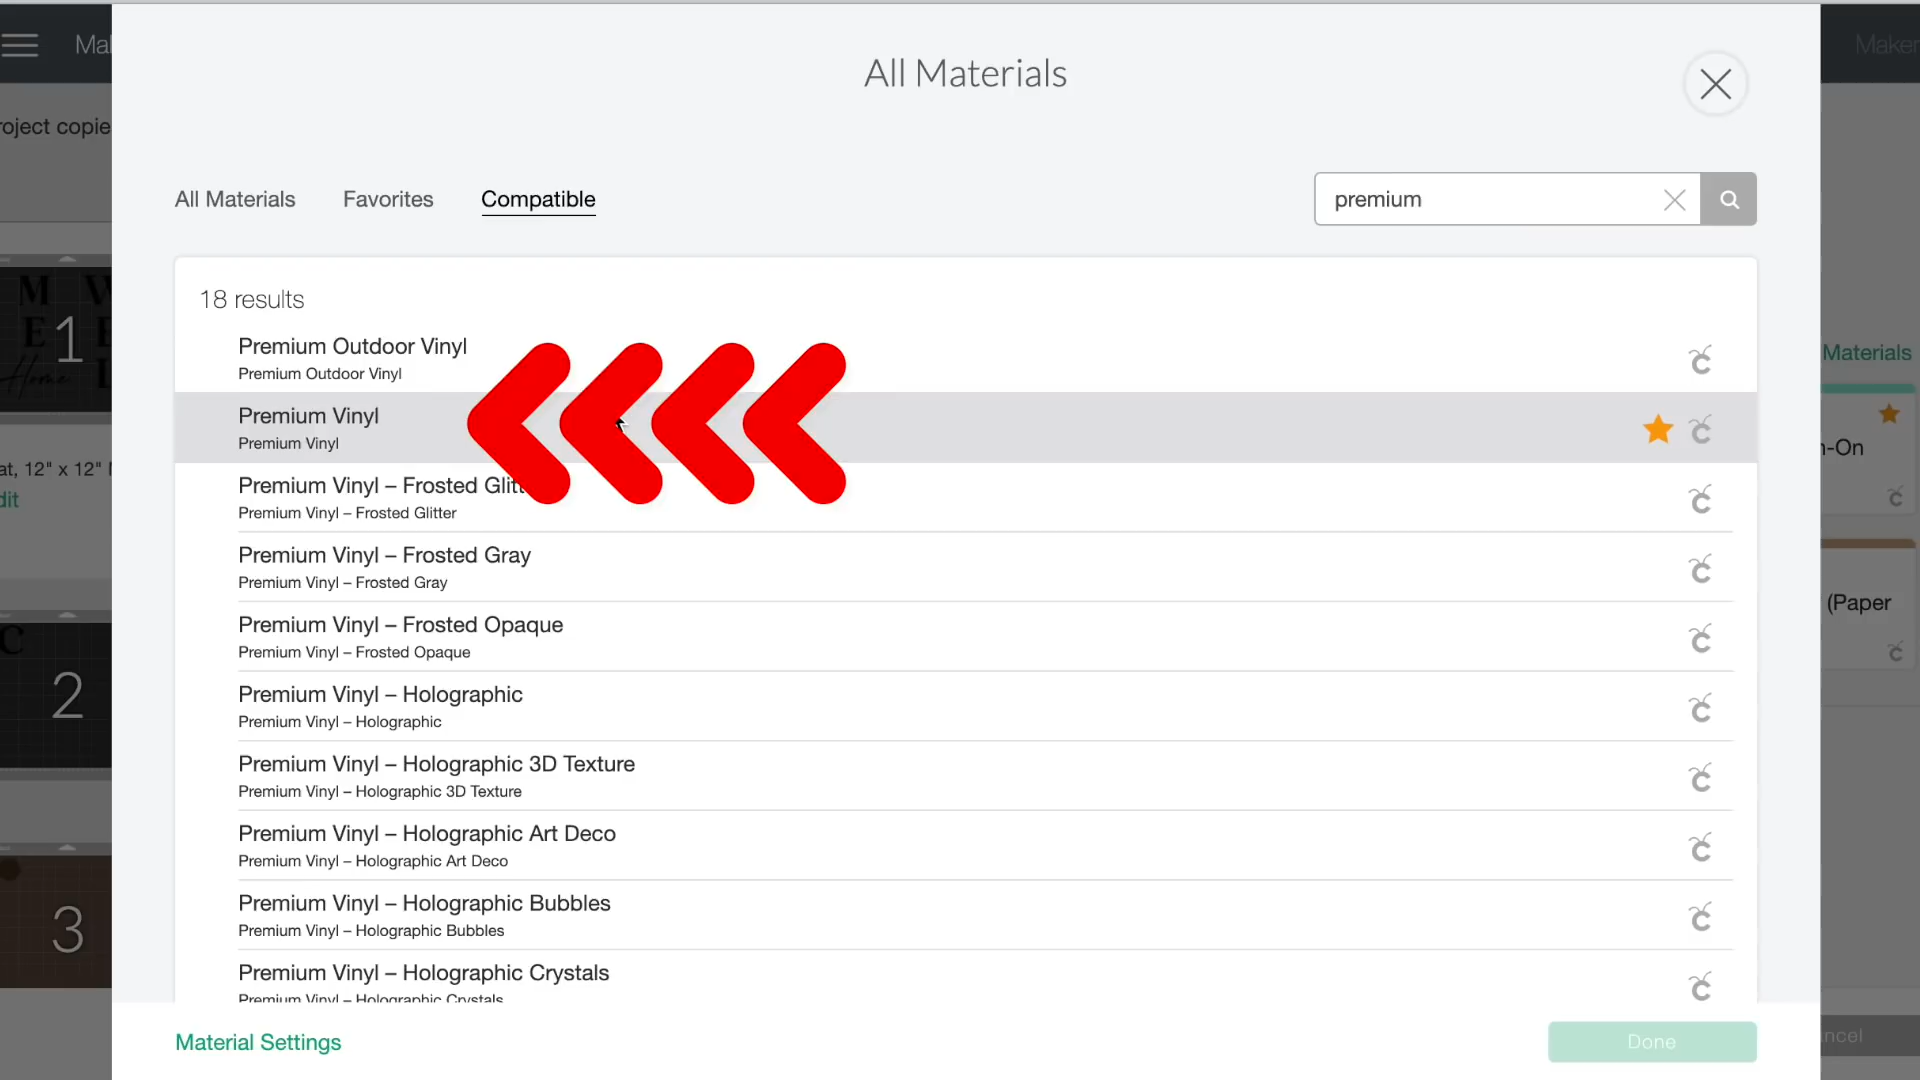 All Materials
All Materials
Favorites
Compatible
premium
18 results
Premium Outdoor Vinyl
Premium Outdoor Vinyl
Premium Vinyl
Premium Vinyl
Premium Vinyl – Frosted Glitt
Premium Vinyl – Frosted Glitter
Premium Vinyl – Frosted Gray
Premium Vinyl – Frosted Gray
Premium Vinyl – Frosted Opaque
Premium Vinyl – Frosted Opaque
Premium Vinyl – Holographic
Premium Vinyl – Holographic
Premium Vinyl – Holographic 3D Texture
Premium Vinyl – Holographic 3D Texture
Premium Vinyl – Holographic Art Deco
Premium Vinyl – Holographic Art Deco
Premium Vinyl – Holographic Bubbles
Premium Vinyl – Holographic Bubbles
Premium Vinyl – Holographic Crystals
Premium Vinyl – Holographic Crystals
Material Settings
Done
Mak
Maker
oject copie
1
M W
E E
Home
at, 12" x 12"
dit
2
C
3
Materials
n-On
(Paper
ncel